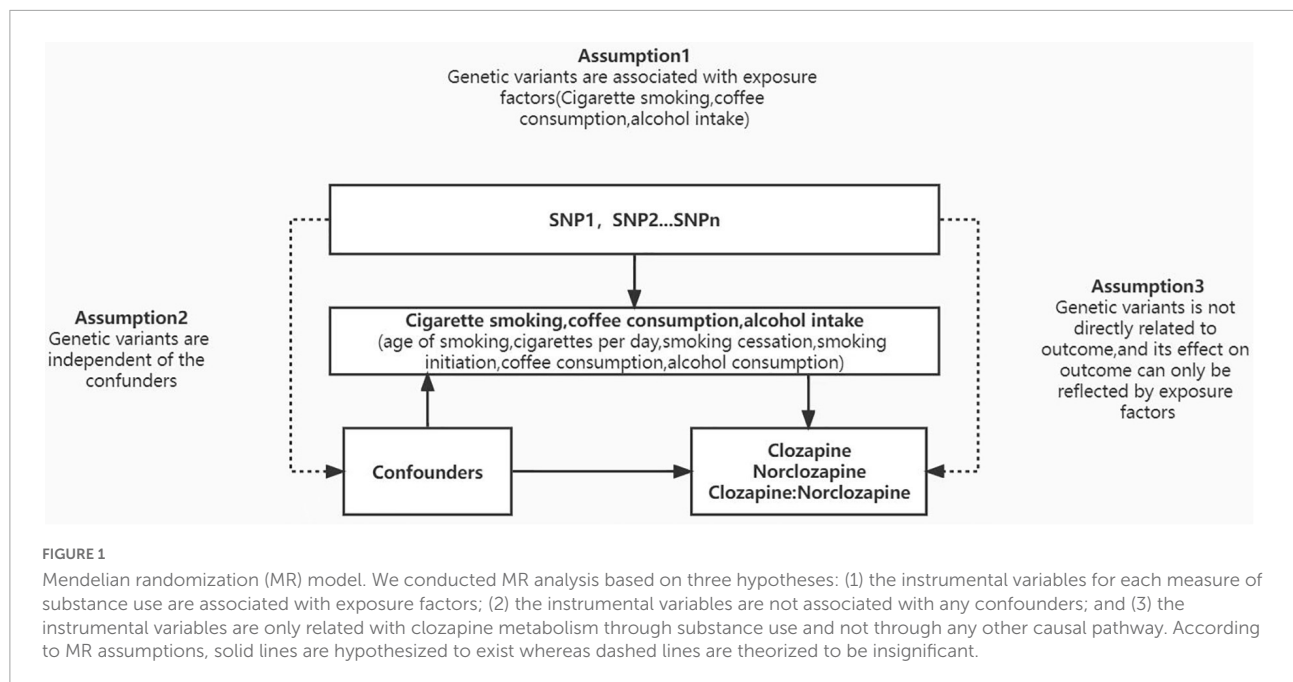 Assumption1
Genetic variants are associated with exposure
factors(Cigarette smoking,coffee
consumption,alcohol intake)
SNP1，SNP2...SNPn
Assumption2
Genetic variants are
independent of the
confunders
Cigarette smoking,coffee consumption,alcohol intake
(age of smoking,cigarettes per day,smoking cessation,smoking
initiation,coffee consumption,alcohol consumption)
Assumption3
Genetic variants is not
directly related to
outcome,and its effect on
outcome can only be
reflected by exposure
factors
Confounders
Clozapine
Norclozapine
Clozapine:Norclozapine
FIGURE 1
Mendelian randomization (MR) model. We conducted MR analysis based on three hypotheses: (1) the instrumental variables for each measure of
substance use are associated with exposure factors; (2) the instrumental variables are not associated with any confounders; and (3) the
instrumental variables are only related with clozapine metabolism through substance use and not through any other causal pathway. According
to MR assumptions, solid lines are hypothesized to exist whereas dashed lines are theorized to be insignificant.